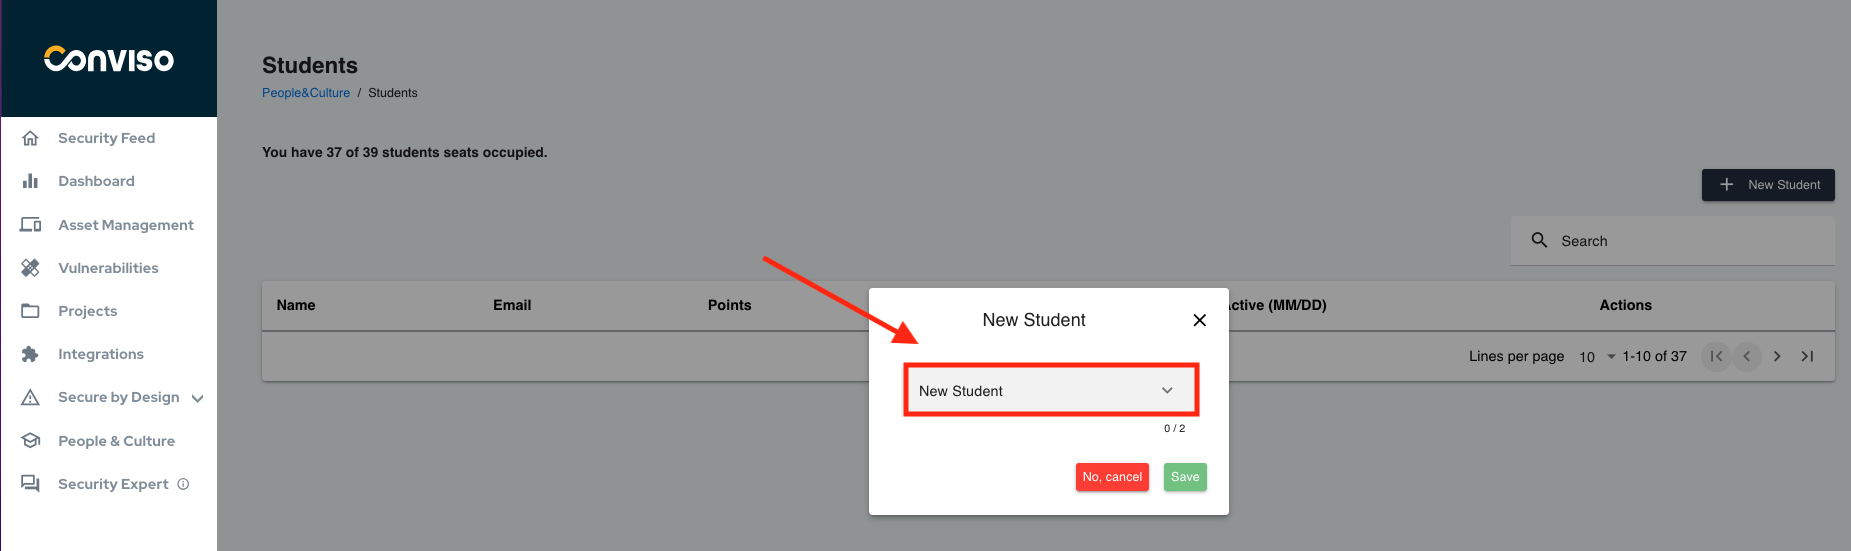 CONVISO
Security Feed
Dashboard
Asset Management
Vulnerabilities
Projects
Integrations
Secure by Design
People & Culture
Security Expert
Students
People&Culture / Students
You have 37 of 39 students seats occupied.
New Student
Search
Name Email Points Active (MM/DD) Actions
Lines per page 10 1-10 of 37
New Student
New Student
0 / 2
No, cancel Save